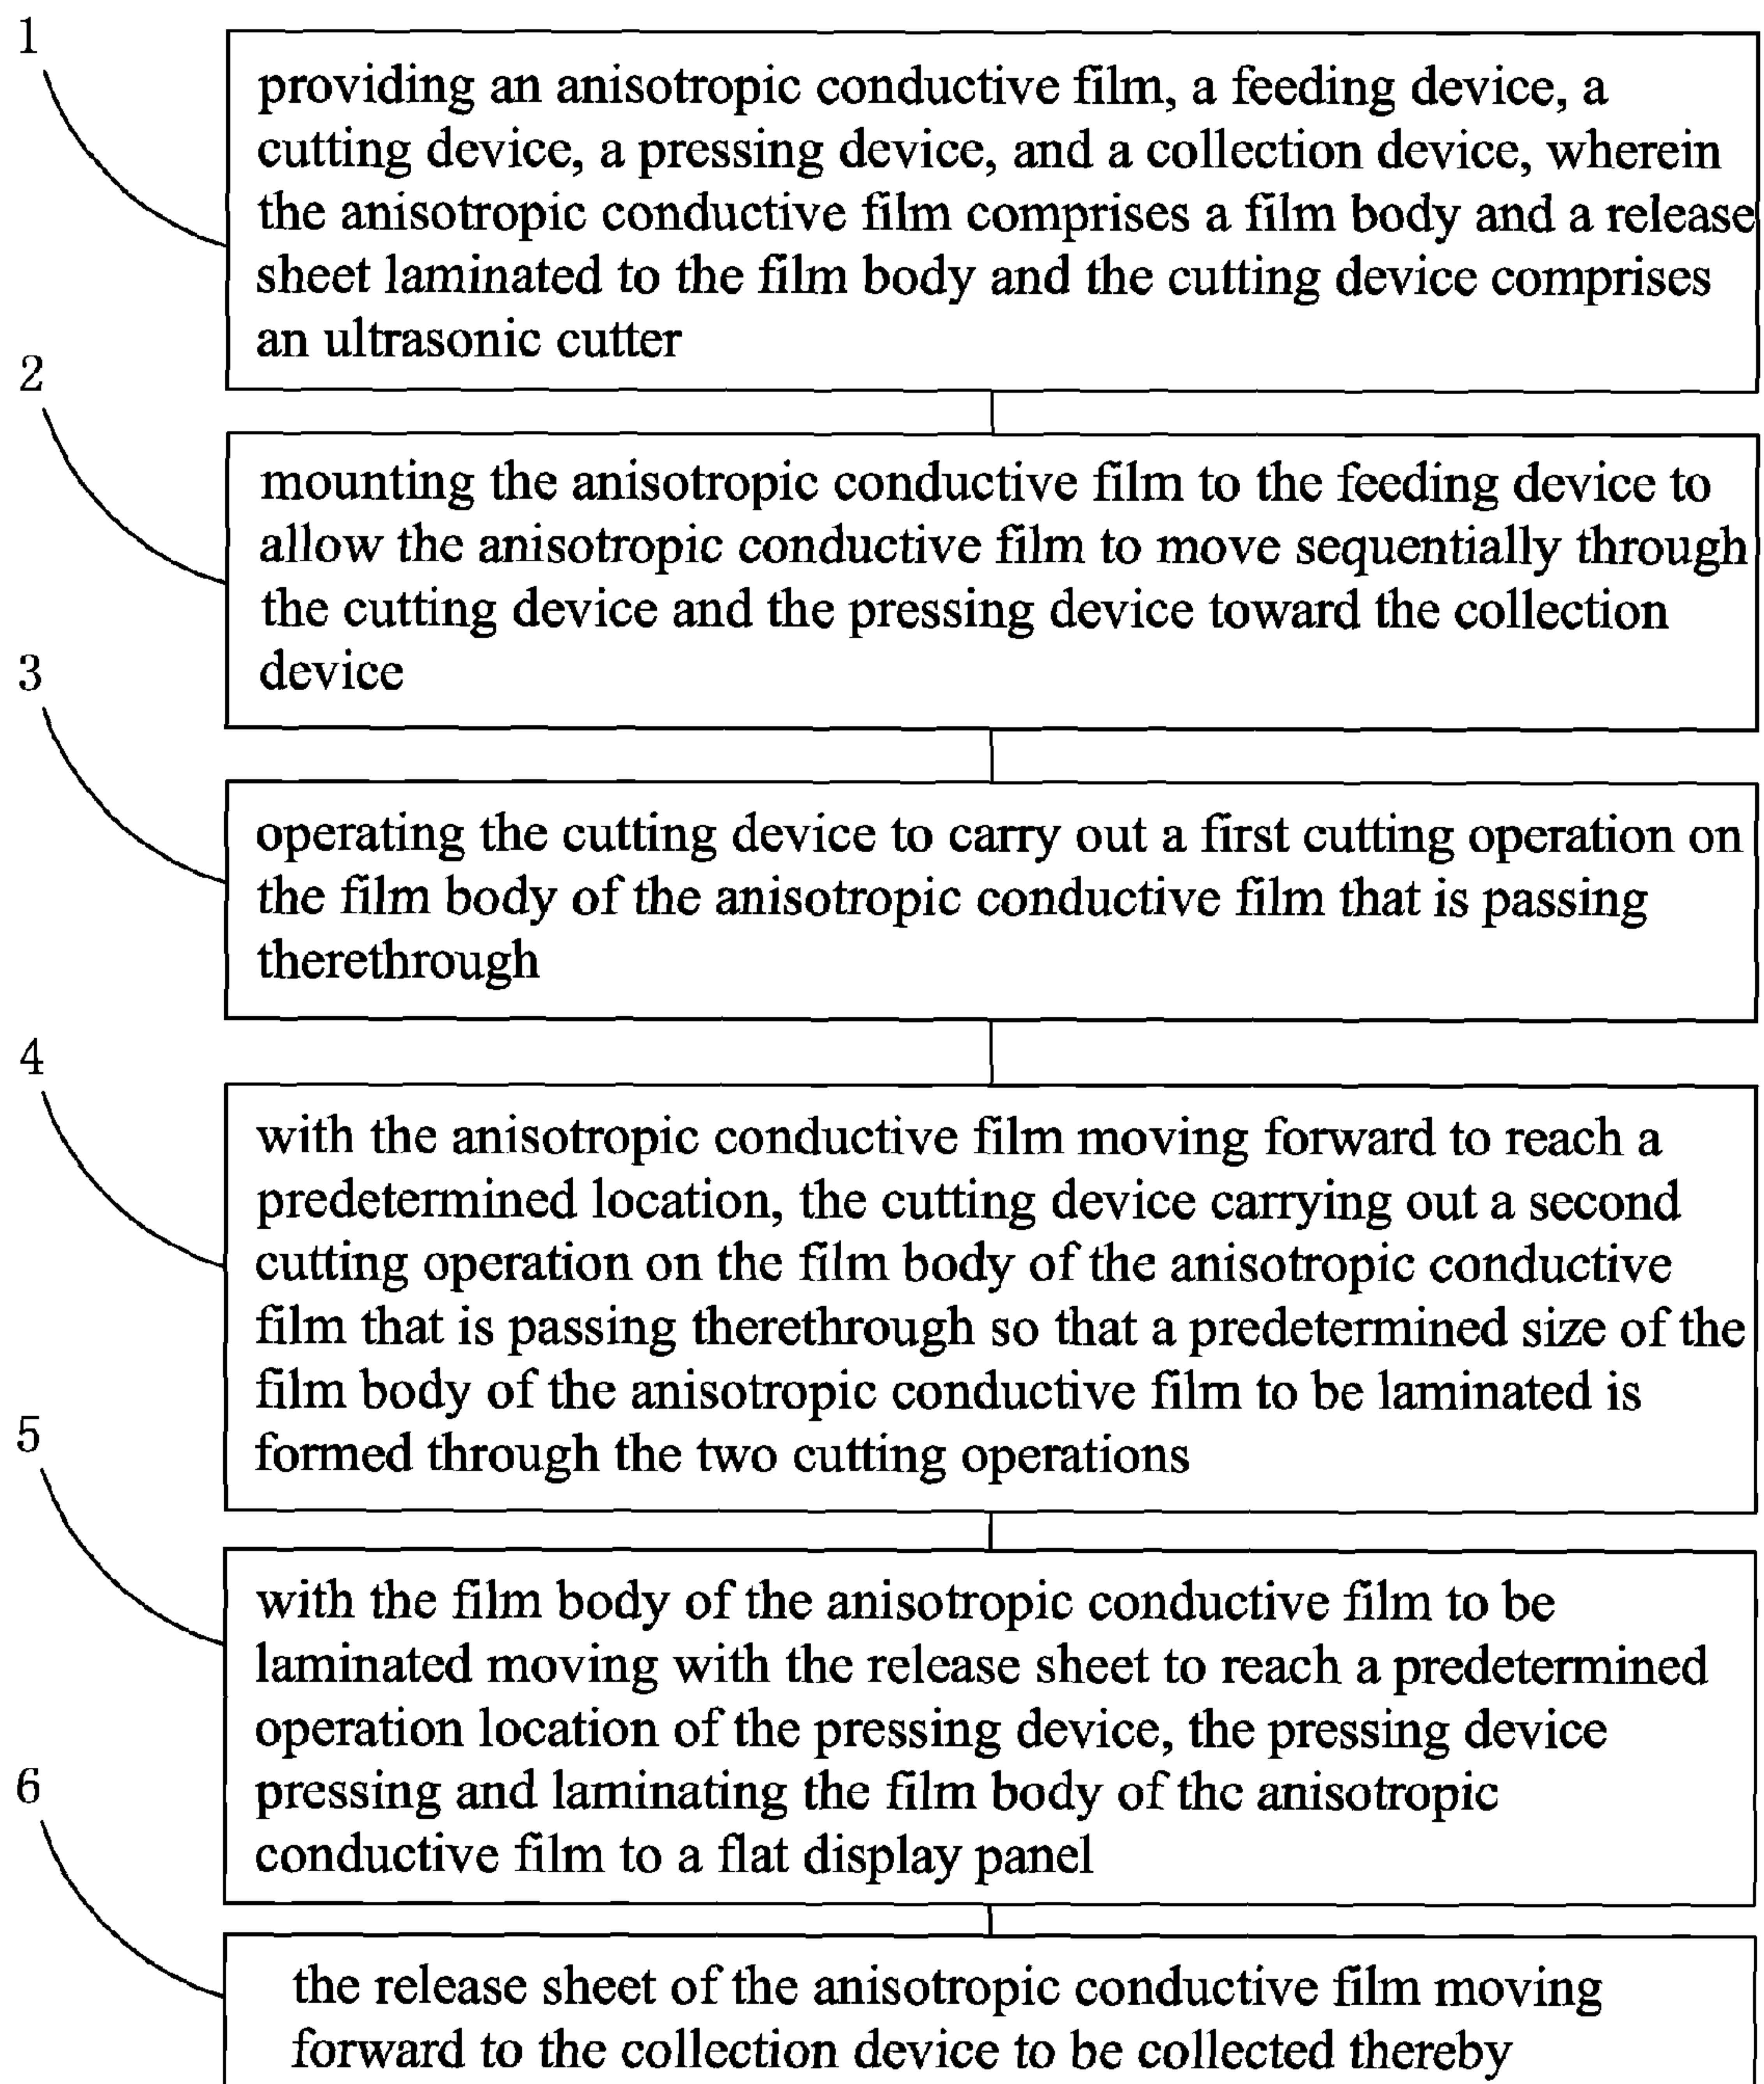 1
providing an anisotropic conductive film, a feeding device, a
cutting device, a pressing device, and a collection device, wherein
the anisotropic conductive film comprises a film body and a release
sheet laminated to the film body and the cutting device comprises
an ultrasonic cutter
2
mounting the anisotropic conductive film to the feeding device to
allow the anisotropic conductive film to move sequentially through
the cutting device and the pressing device toward the collection
device
3
operating the cutting device to carry out a first cutting operation on
the film body of the anisotropic conductive film that is passing
therethrough
4
with the anisotropic conductive film moving forward to reach a
predetermined location, the cutting device carrying out a second
cutting operation on the film body of the anisotropic conductive
film that is passing therethrough so that a predetermined size of the
film body of the anisotropic conductive film to be laminated is
formed through the two cutting operations
5
with the film body of the anisotropic conductive film to be
laminated moving with the release sheet to reach a predetermined
operation location of the pressing device, the pressing device
pressing and laminating the film body of the anisotropic
conductive film to a flat display panel
6
the release sheet of the anisotropic conductive film moving
forward to the collection device to be collected thereby